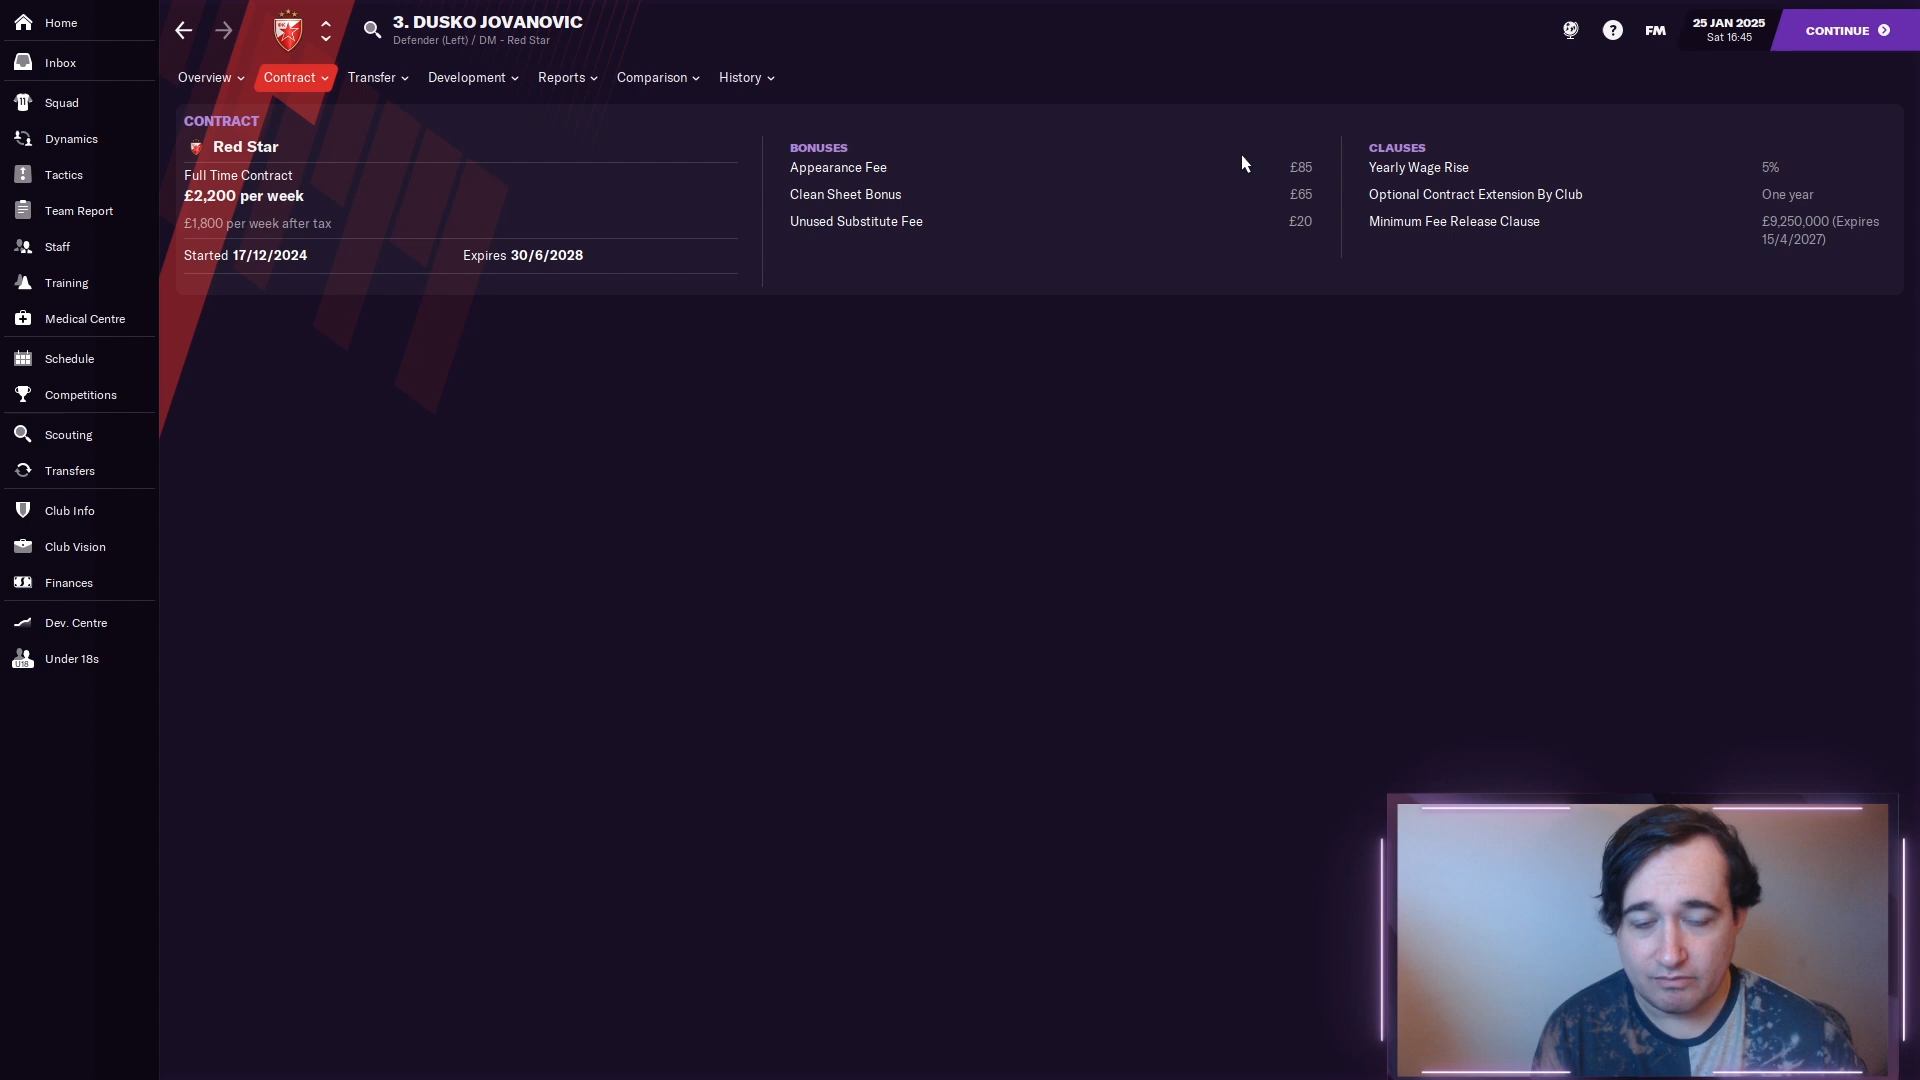 Home
Inbox
Squad
Dynamics
Tactics
Team Report
Staff
Training
Medical Centre
Schedule
Competitions
Scouting
Transfers
Club Info
Club Vision
Finances
Dev. Centre
U18
Under 18s
3. DUSKO JOVANOVIC
Defender (Left) / DM - Red Star
FM
25 JAN 2025
Sat 16:45
CONTINUE
Overview
Contract
Transfer
Development
Reports
Comparison
History
CONTRACT
Red Star
Full Time Contract
£2,200 per week
£1,800 per week after tax
Started 17/12/2024
Expires 30/6/2028
BONUSES
Appearance Fee £85
Clean Sheet Bonus £65
Unused Substitute Fee £20
CLAUSES
Yearly Wage Rise 5%
Optional Contract Extension By Club One year
Minimum Fee Release Clause £9,250,000 (Expires
15/4/2027)